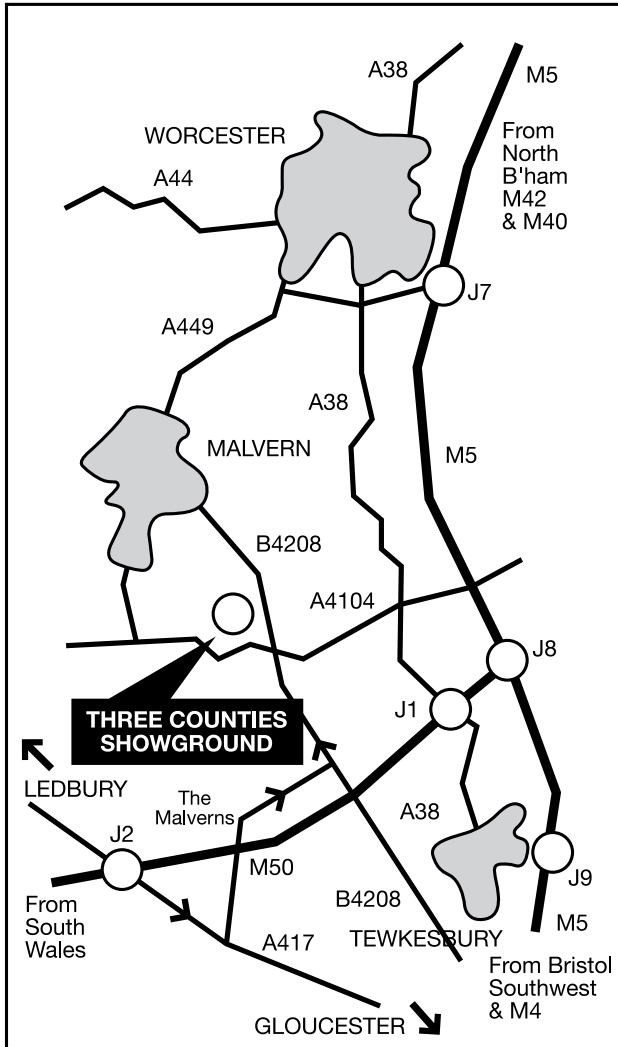 A38
M5
WORCESTER
From
North
B'ham
M42
& M40
A44
J7
A449
A38
MALVERN
M5
B4208
A4104
J8
THREE COUNTIES
SHOWGROUND
J1
LEDBURY
The
Malverns
A38
J2
M50
J9
B4208
From
South
Wales
A417
TEWKESBURY
M5
From Bristol
Southwest
& M4
GLOUCESTER